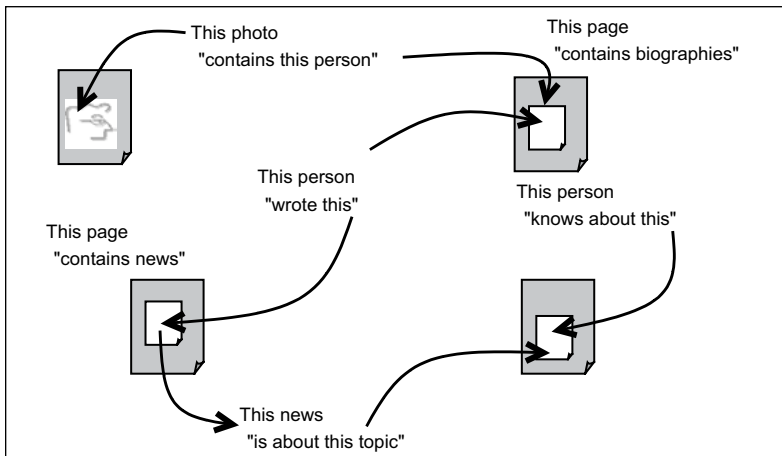 This photo
"contains this person"
This page
"contains biographies"
This person
"wrote this"
This person
"knows about this"
This page
"contains news"
This news
"is about this topic"